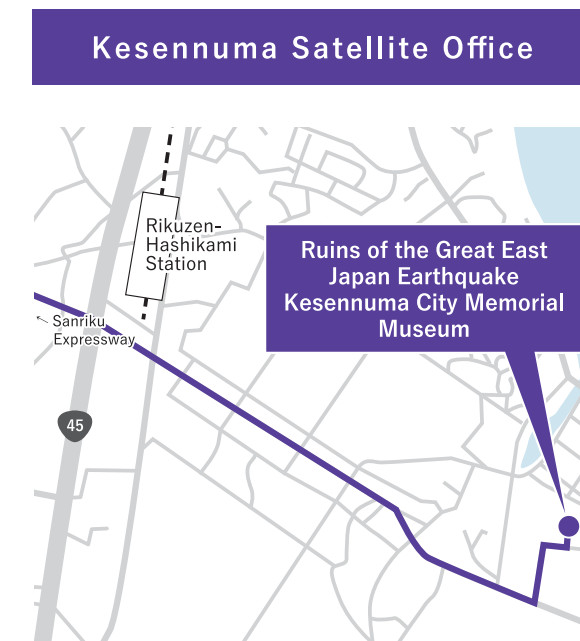 Kesennuma Satellite Office
Rikuzen-
Hashikami
Station
Ruins of the Great East
Japan Earthquake
Kesennuma City Memorial
Museum
← Sanriku
Expressway
45